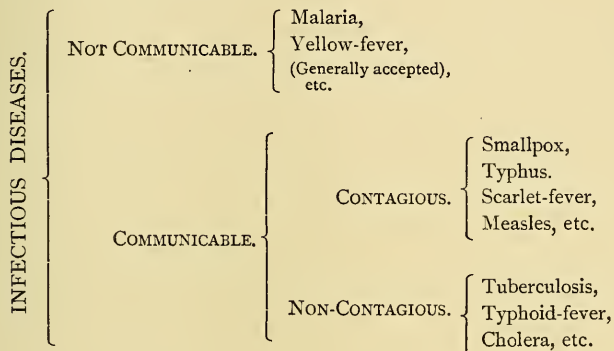 INFECTIOUS DISEASES.
NOT COMMUNICABLE.
Malaria,
Yellow-fever,
(Generally accepted),
etc.
COMMUNICABLE.
CONTAGIOUS.
Smallpox,
Typhus.
Scarlet-fever,
Measles, etc.
NON-CONTAGIOUS.
Tuberculosis,
Typhoid-fever,
Cholera, etc.